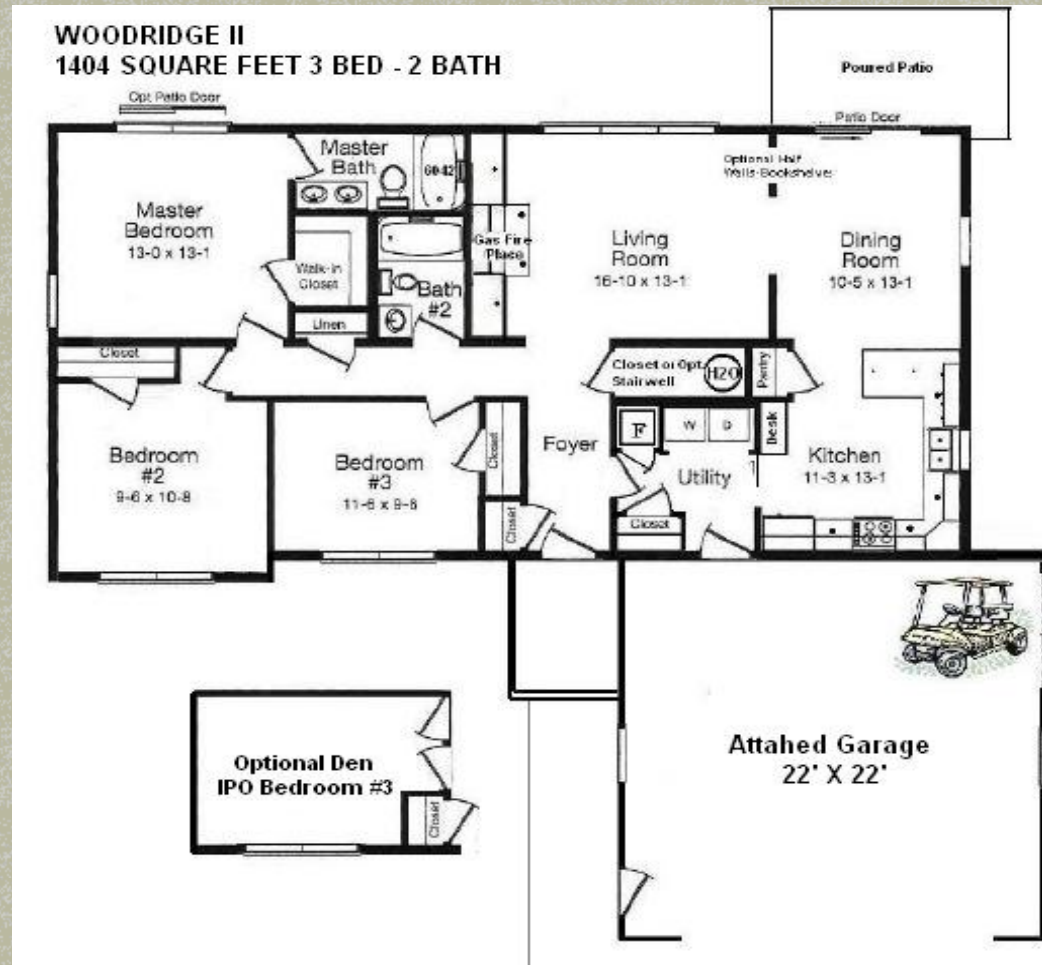 WOODRIDGE II
1404 SQUARE FEET 3 BED - 2 BATH
Poured Patio
Opt Patio Door
Patio Door
Master
Bath
60-42
Optional Half
Walls-Bookshelves
Master
Bedroom
13-0 x 13-1
Walk-in
Closet
Gas Fire
Place
Living
Room
16-10 x 13-1
Dining
Room
10-5 x 13-1
Bath
#2
Linen
Closet
Closet or Opt.
Stairwell
H2O
Pantry
Bedroom
#2
9-6 x 10-8
Bedroom
#3
11-6 x 9-6
Closet
Closet
Foyer
F
W
D
Desk
Utility
Closet
Kitchen
11-3 x 13-1
Optional Den
IPO Bedroom #3
Closet
Attahed Garage
22' X 22'